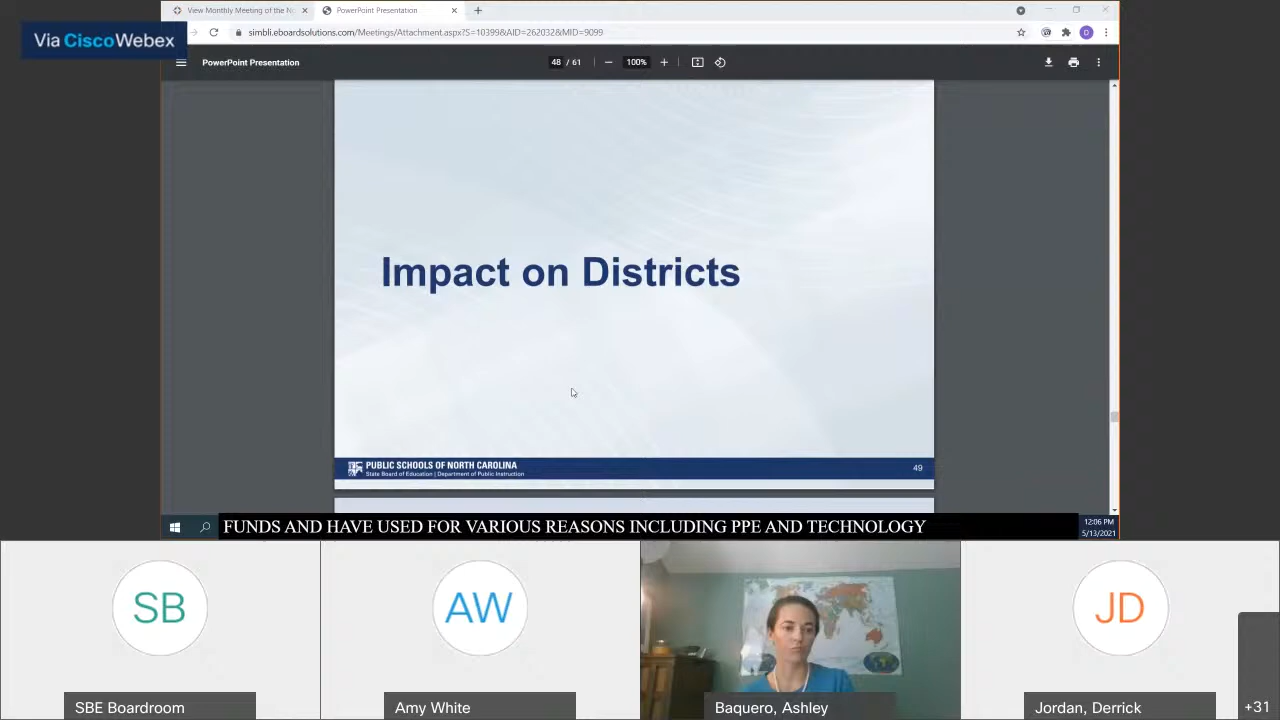 View Monthly Meeting of the N
PowerPoint Presentation
Via Cisco Webex
simbli.eboardsolutions.com/Meetings/Attachment.aspx?S=10399&AID=262032&MID=9099
D
PowerPoint Presentation
48 / 61
100%
Impact on Districts
PUBLIC SCHOOLS OF NORTH CAROLINA
State Board of Education | Department of Public Instruction
49
FUNDS AND HAVE USED FOR VARIOUS REASONS INCLUDING PPE AND TECHNOLOGY
12:06 PM
5/13/2021
SB
AW
JD
SBE Boardroom
Amy White
Baquero, Ashley
Jordan, Derrick
+31